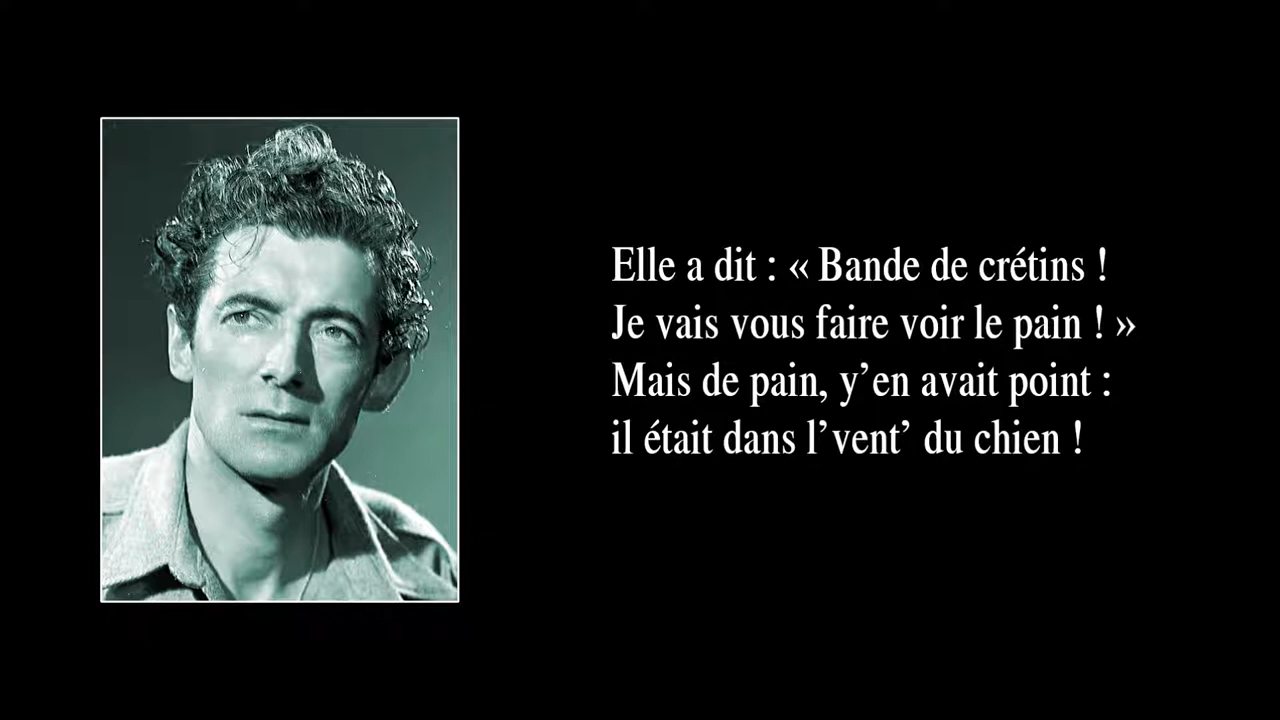 Elle a dit : « Bande de crétins !
Je vais vous faire voir le pain ! »
Mais de pain, y’en avait point :
il était dans l’vent’ du chien !